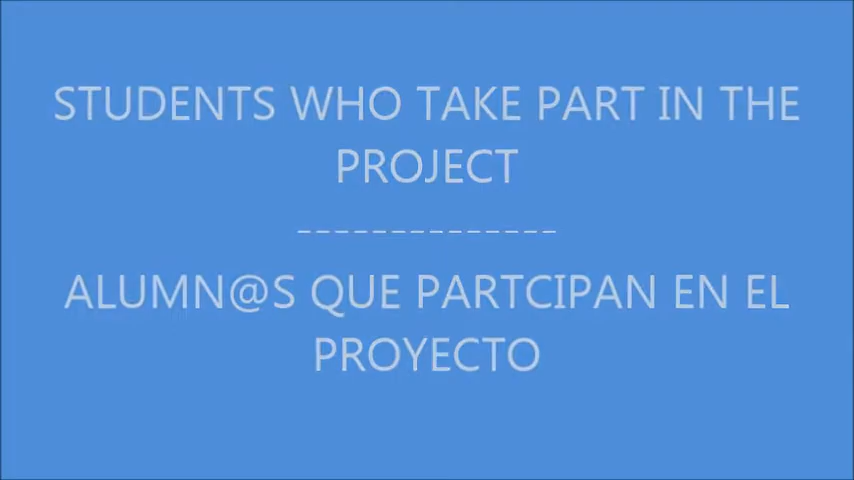 STUDENTS WHO TAKE PART IN THE
PROJECT
--------------
ALUMN@S QUE PARTCIPAN EN EL
PROYECTO